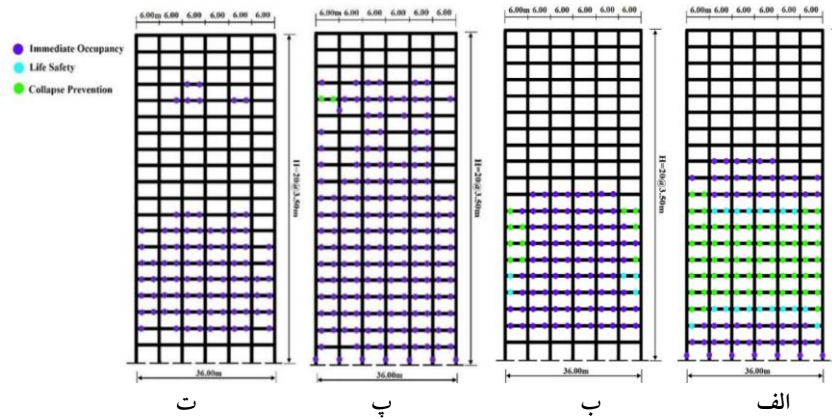 6.00m 6.00 6.00 6.00 6.00 6.00
6.00m 6.00 6.00 6.00 6.00 6.00
6.00m 6.00 6.00 6.00 6.00 6.00
6.00m 6.00 6.00 6.00 6.00 6.00
Immediate Occupancy
Life Safety
Collapse Prevention
H=20@3.50m
H=20@3.50m
H=20@3.50m
36.00m
36.00m
36.00m
36.00m
الف
ب
پ
ت